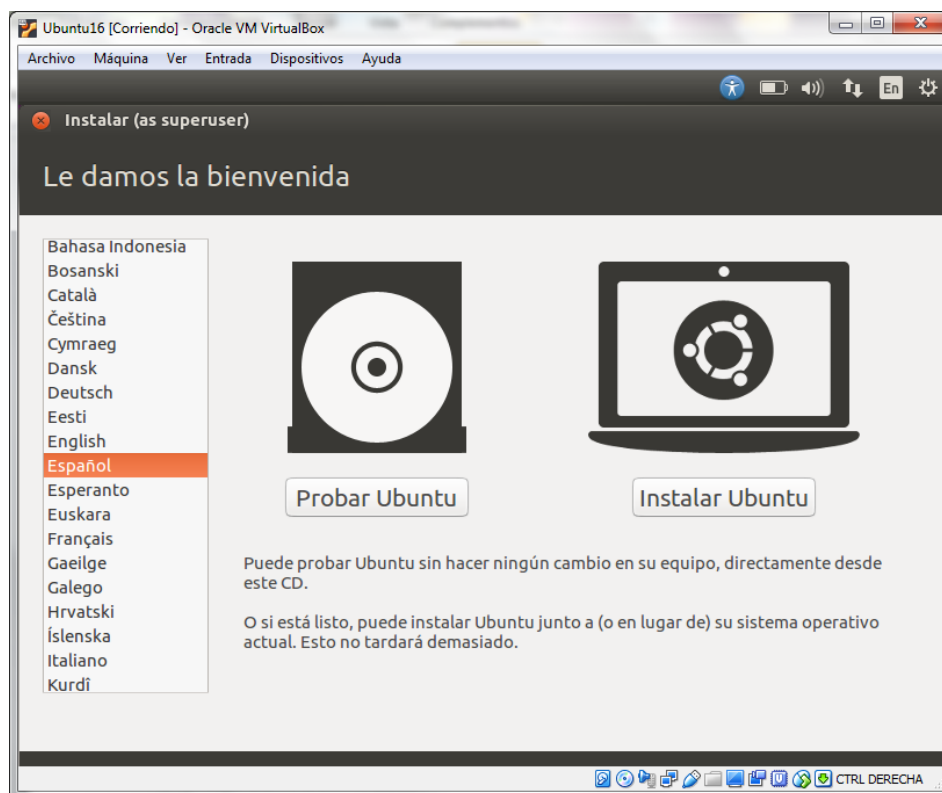 Ubuntu16 [Corriendo] - Oracle VM VirtualBox
Archivo Máquina Ver Entrada Dispositivos Ayuda
En
Instalar (as superuser)
Le damos la bienvenida
Bahasa Indonesia
Bosanski
Català
Čeština
Cymraeg
Dansk
Deutsch
Eesti
English
Español
Esperanto
Euskara
Français
Gaeilge
Galego
Hrvatski
Íslenska
Italiano
Kurdî
Probar Ubuntu
Instalar Ubuntu
Puede probar Ubuntu sin hacer ningún cambio en su equipo, directamente desde
este CD.
O si está listo, puede instalar Ubuntu junto a (o en lugar de) su sistema operativo
actual. Esto no tardará demasiado.
CTRL DERECHA